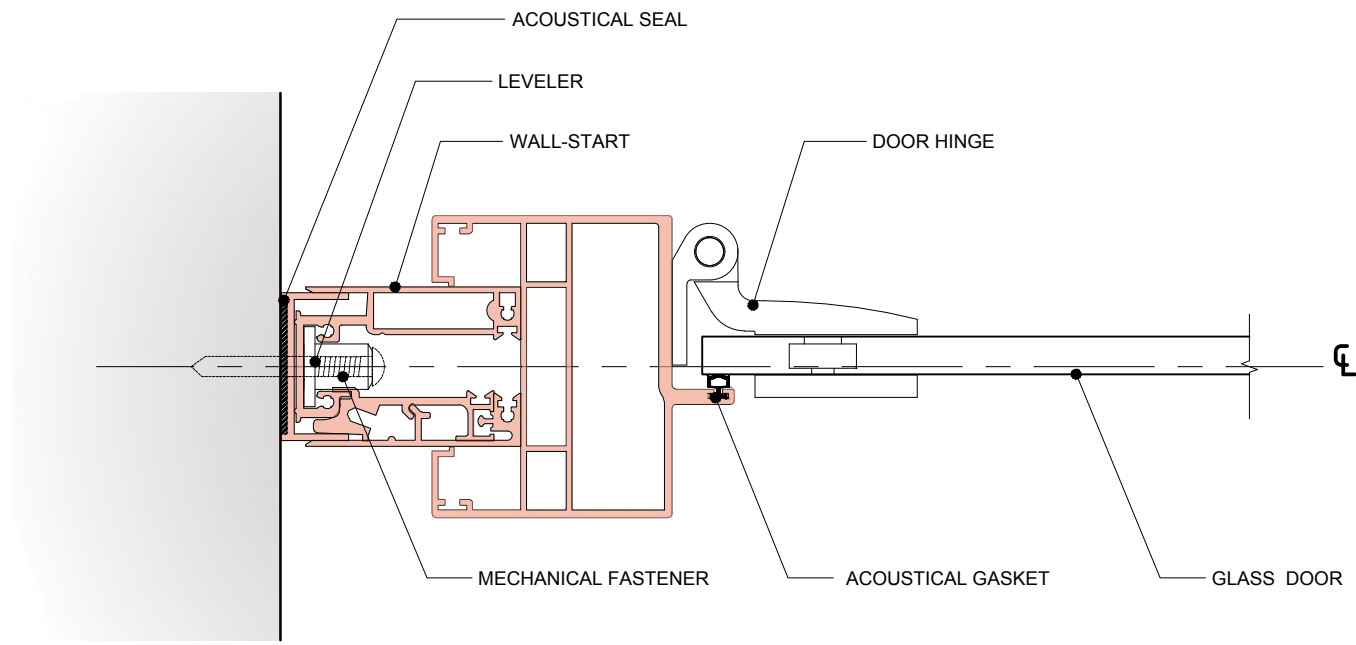 ACOUSTICAL SEAL
LEVELER
WALL-START
DOOR HINGE
℄
MECHANICAL FASTENER
ACOUSTICAL GASKET
GLASS DOOR